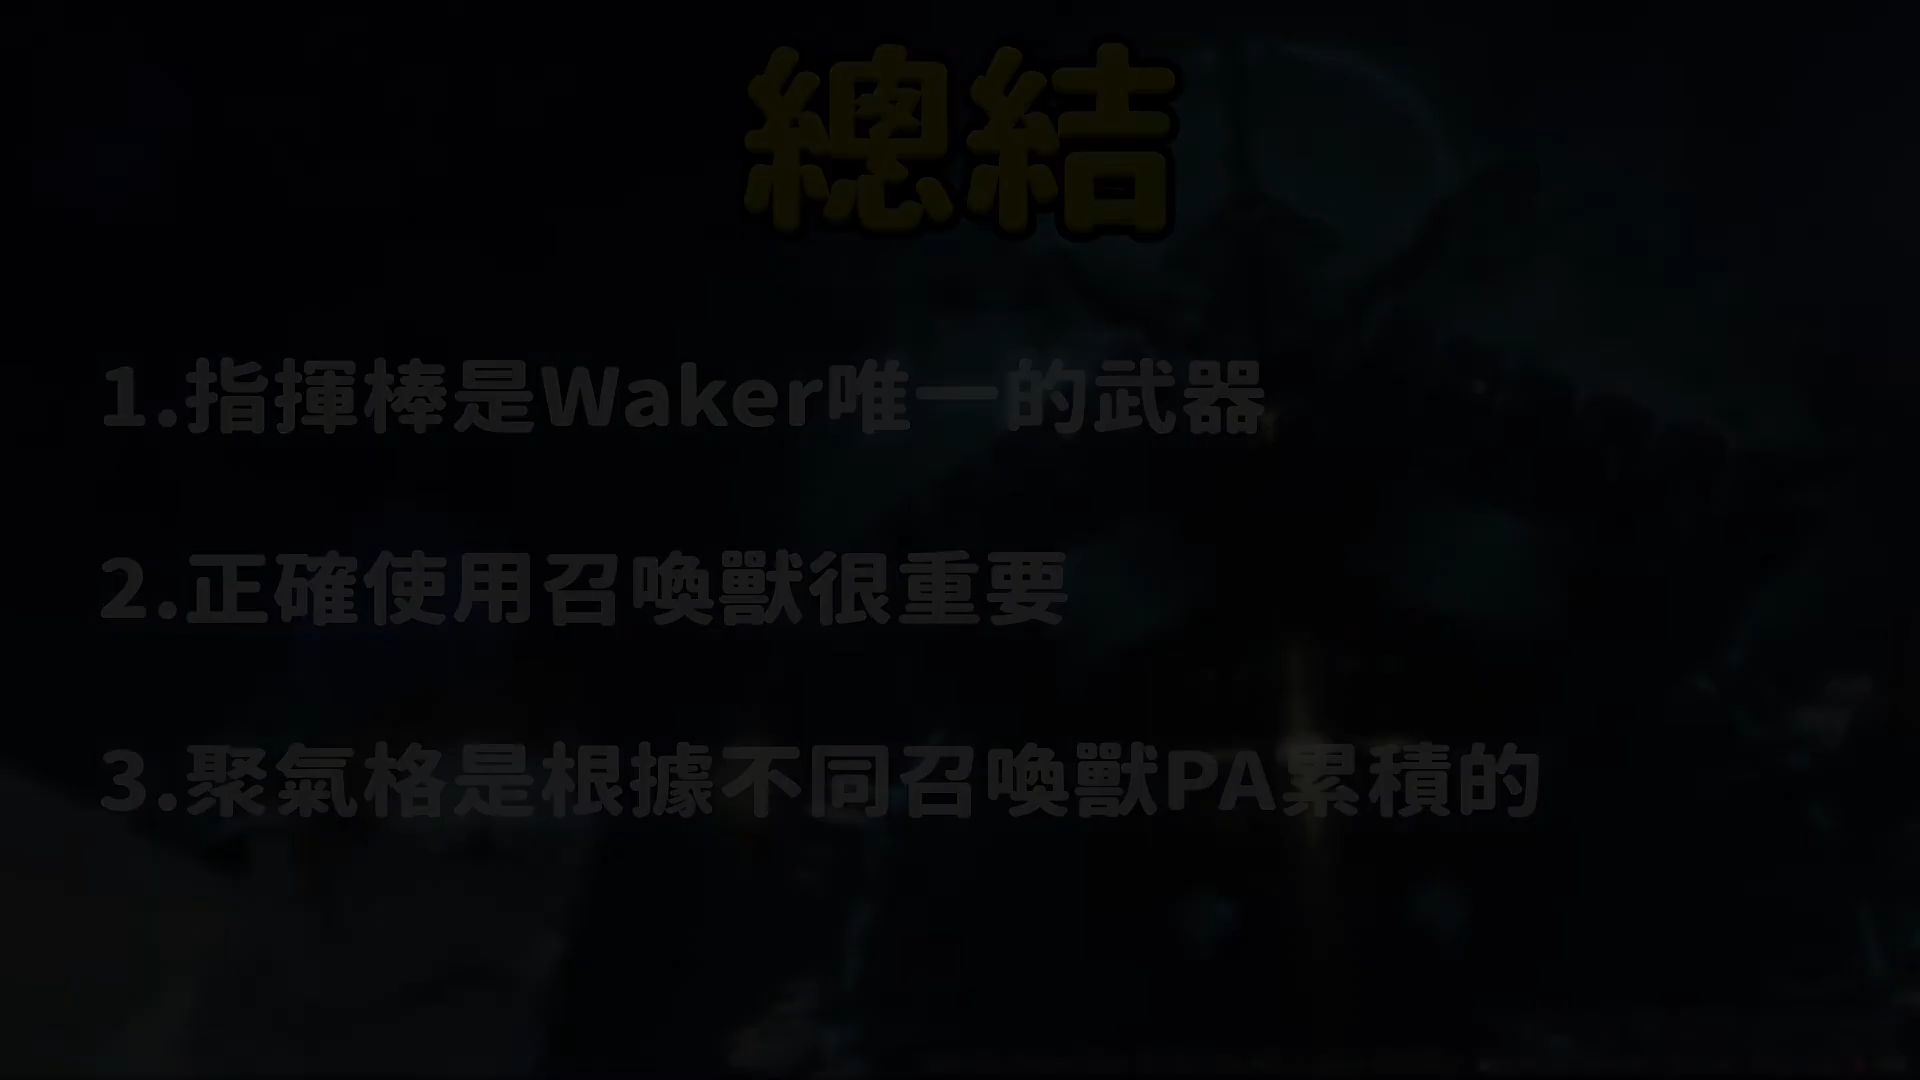 總結
1.指揮棒是Waker唯一的武器
2.正確使用召喚獸很重要
3.聚氣格是根據不同召喚獸PA累積的